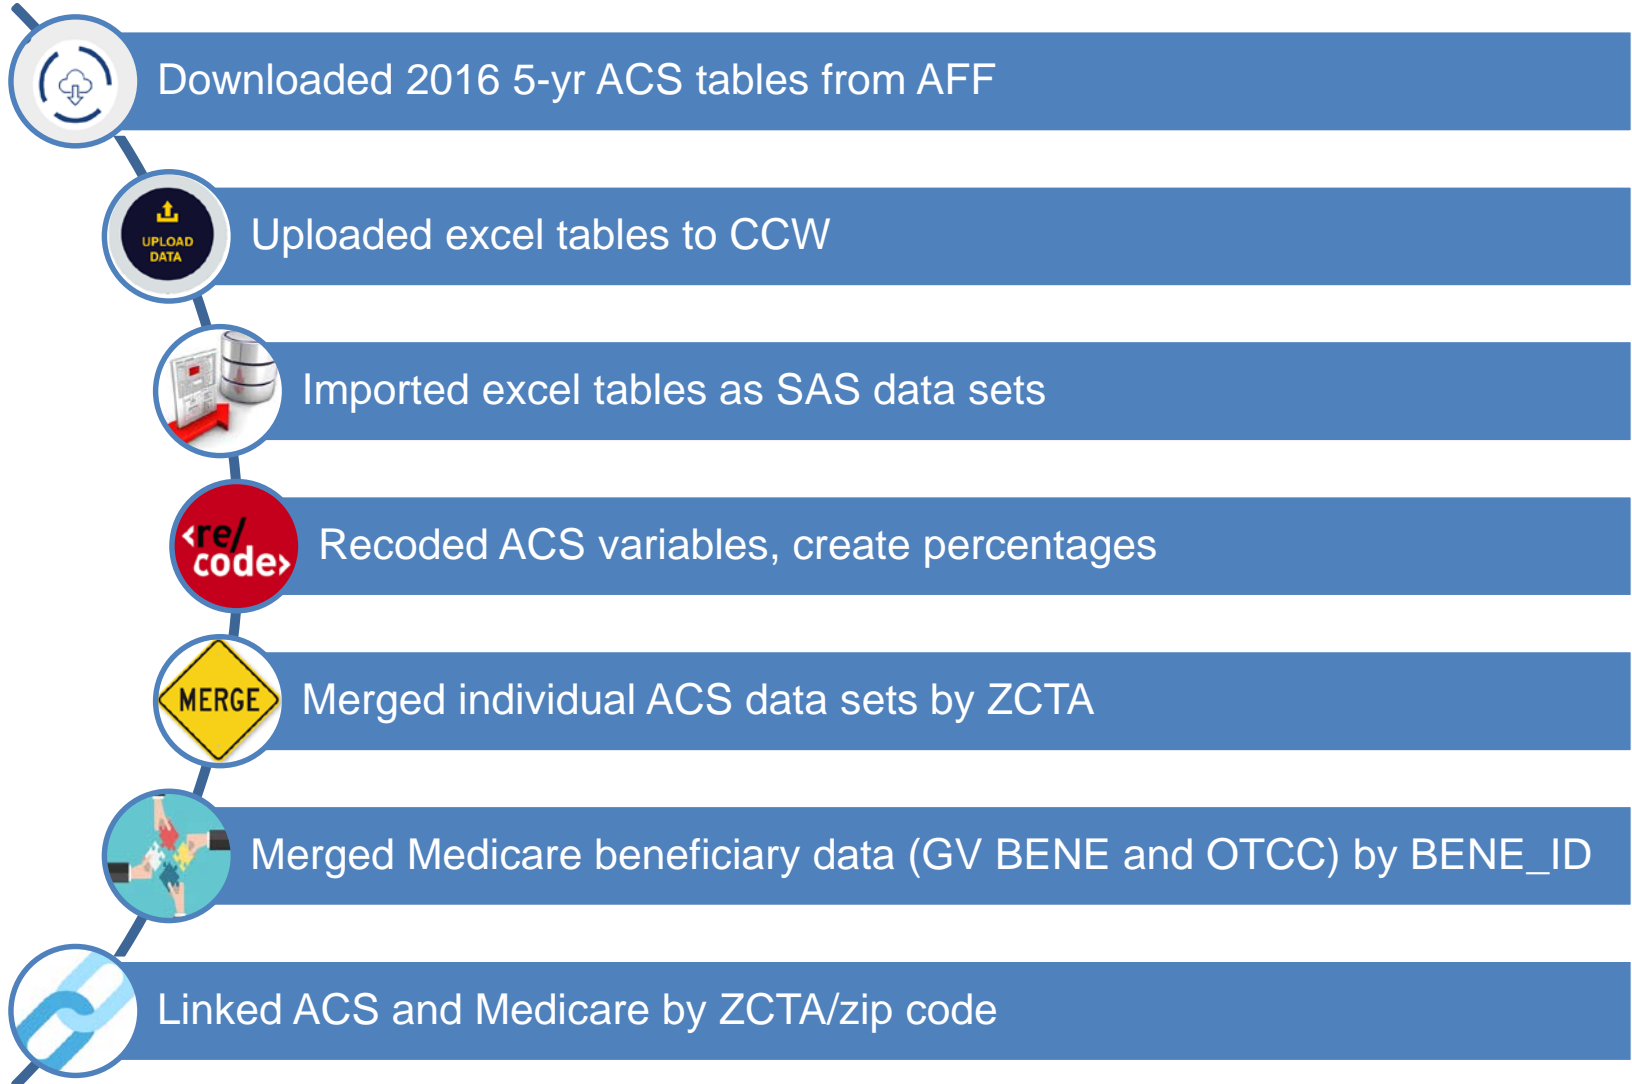 Downloaded 2016 5-yr ACS tables from AFF
UPLOAD
DATA
Uploaded excel tables to CCW
Imported excel tables as SAS data sets
<re/
code>
Recoded ACS variables, create percentages
MERGE
Merged individual ACS data sets by ZCTA
Merged Medicare beneficiary data (GV BENE and OTCC) by BENE_ID
Linked ACS and Medicare by ZCTA/zip code